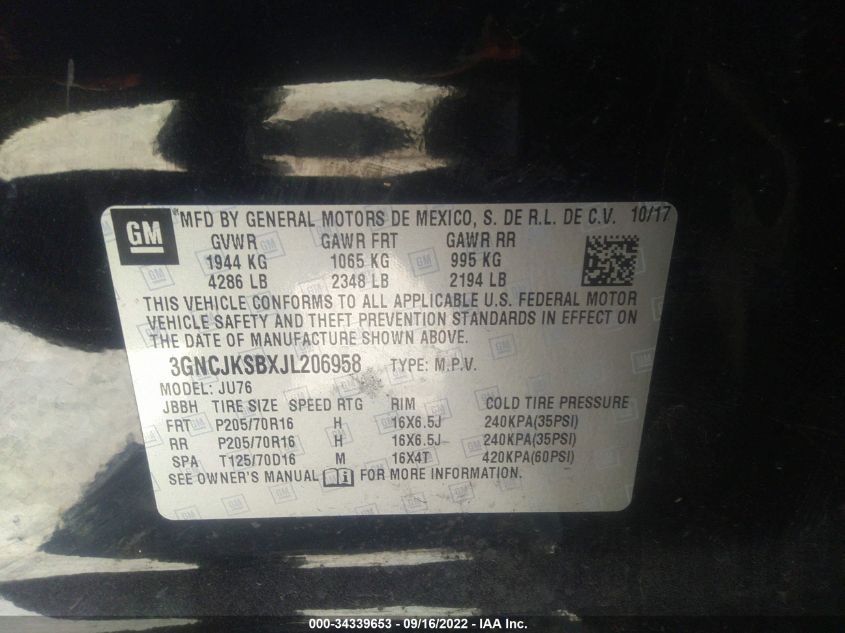 GM MFD BY GENERAL MOTORS DE MEXICO, S. DE R.L. DE C.V. 10/17
GVWR GAWR FRT GAWR RR
1944 KG 1065 KG 995 KG
4286 LB 2348 LB 2194 LB
THIS VEHICLE CONFORMS TO ALL APPLICABLE U.S. FEDERAL MOTOR
VEHICLE SAFETY AND THEFT PREVENTION STANDARDS IN EFFECT ON
THE DATE OF MANUFACTURE SHOWN ABOVE.
3GNCJKSBXJL206958 TYPE: M.P.V.
MODEL: JU76
JBBH TIRE SIZE SPEED RTG RIM COLD TIRE PRESSURE
FRT P205/70R16 H 16X6.5J 240KPA(35PSI)
RR P205/70R16 H 16X6.5J 240KPA(35PSI)
SPA T125/70D16 M 16X4T 420KPA(60PSI)
SEE OWNER'S MANUAL FOR MORE INFORMATION.
000-34339653 - 09/16/2022 - IAA Inc.